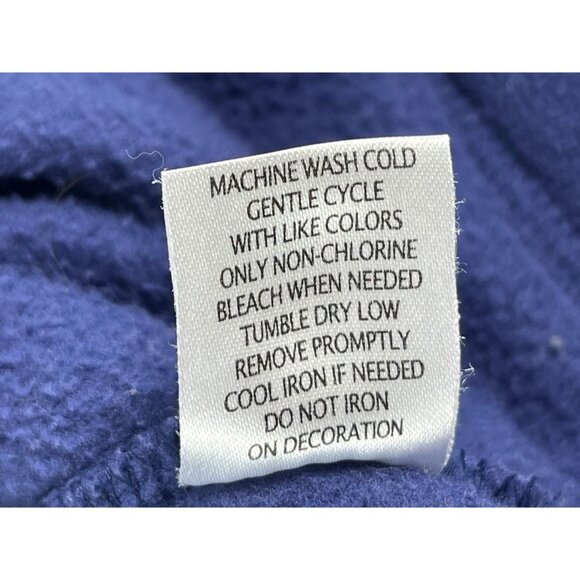 MACHINE WASH COLD
GENTLE CYCLE
WITH LIKE COLORS
ONLY NON-CHLORINE
BLEACH WHEN NEEDED
TUMBLE DRY LOW
REMOVE PROMPTLY
COOL IRON IF NEEDED
DO NOT IRON
ON DECORATION